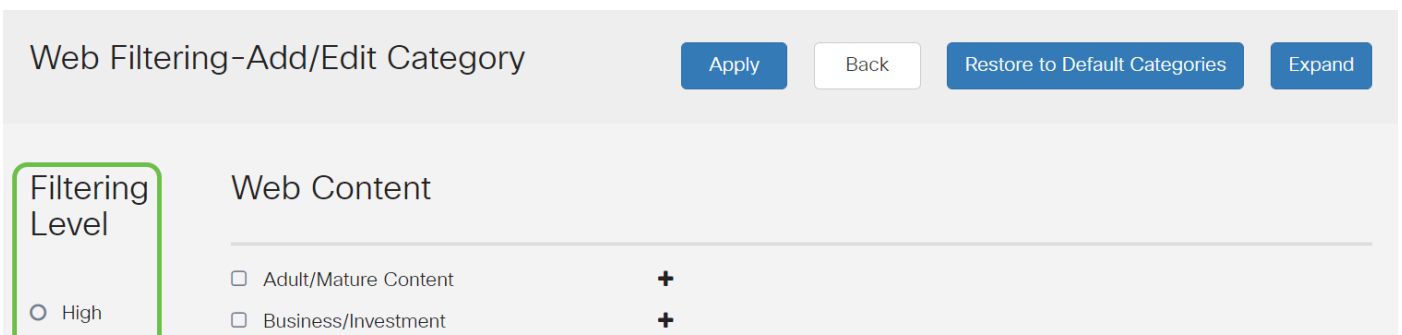 Web Filtering-Add/Edit Category
Apply
Back
Restore to Default Categories
Expand
Filtering
Level
High
Web Content
Adult/Mature Content
Business/Investment